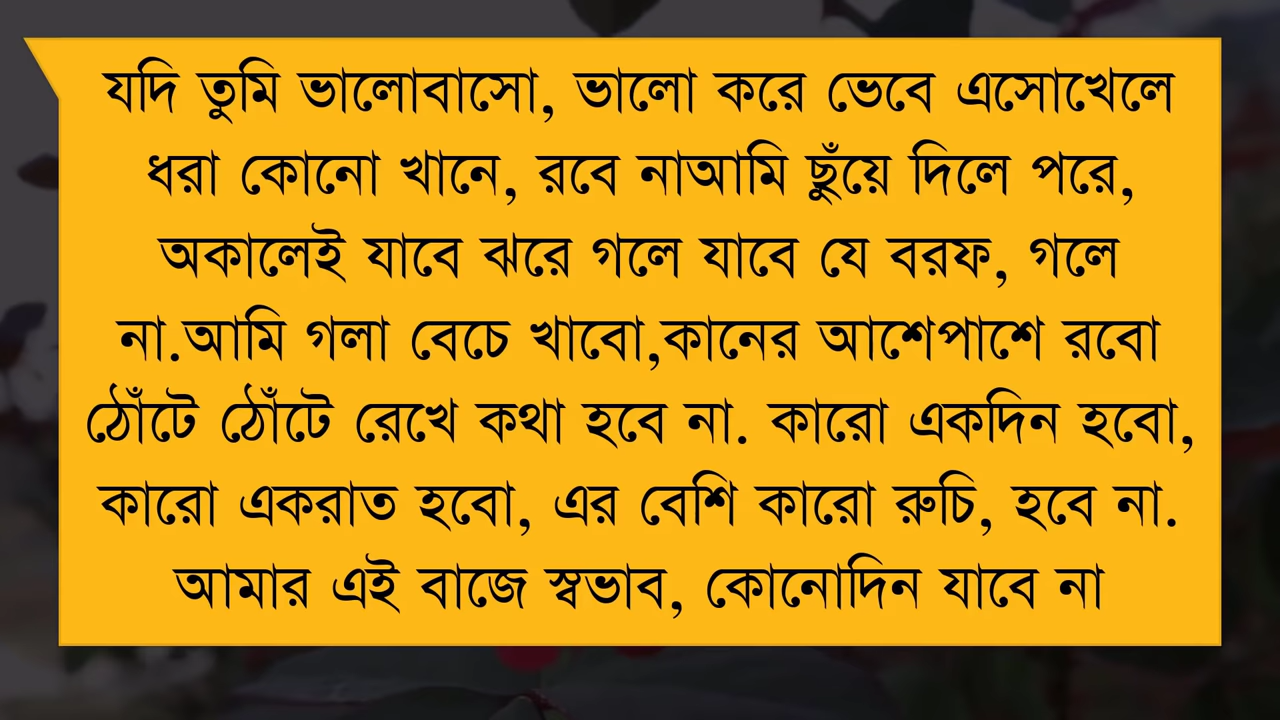 যদি তুমি ভালোবাসো, ভালো করে ভেবে এসোখেলে
ধরা কোনো খানে, রবে নাআমি ছুঁয়ে দিলে পরে,
অকালেই যাবে ঝরে গলে যাবে যে বরফ, গলে
না.আমি গলা বেচে খাবো,কানের আশেপাশে রবো
ঠোঁটে ঠোঁটে রেখে কথা হবে না. কারো একদিন হবো,
কারো একরাত হবো, এর বেশি কারো রুচি, হবে না.
আমার এই বাজে স্বভাব, কোনোদিন যাবে না